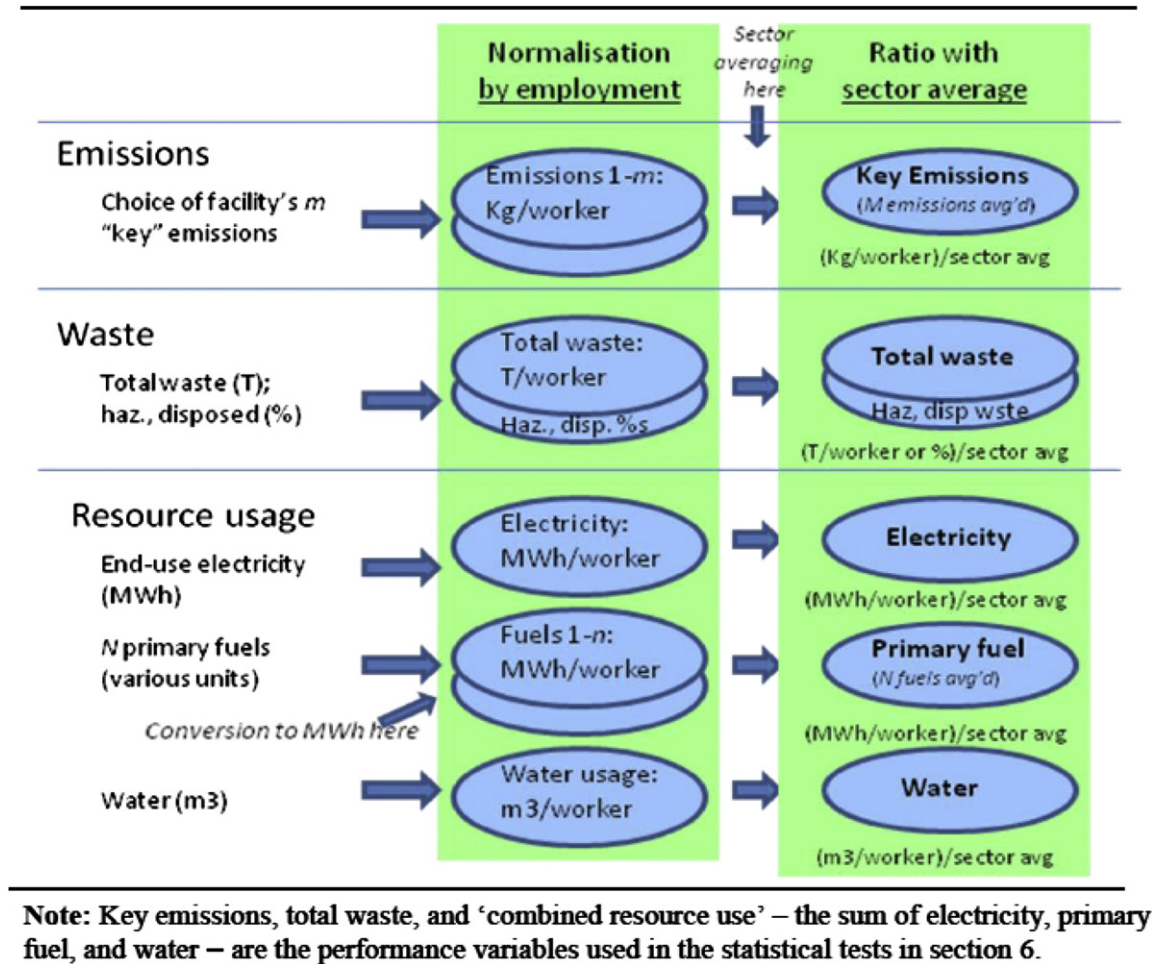 Normalisation
by employment
Sector
averaging
here
Ratio with
sector average
Emissions
Choice of facility's m
"key" emissions
Emissions 1-m:
Kg/worker
Key Emissions
(M emissions avg'd)
(Kg/worker)/sector avg
Waste
Total waste (T);
haz., disposed (%)
Total waste:
T/worker
Haz., disp. %s
Total waste
Haz, disp wste
(T/worker or %)/sector avg
Resource usage
End-use electricity
(MWh)
Electricity:
MWh/worker
Electricity
(MWh/worker)/sector avg
N primary fuels
(various units)
Fuels 1-n:
MWh/worker
Primary fuel
(N fuels avg'd)
Conversion to MWh here
(MWh/worker)/sector avg
Water (m3)
Water usage:
m3/worker
Water
(m3/worker)/sector avg
Note: Key emissions, total waste, and 'combined resource use' – the sum of electricity, primary
fuel, and water – are the performance variables used in the statistical tests in section 6.